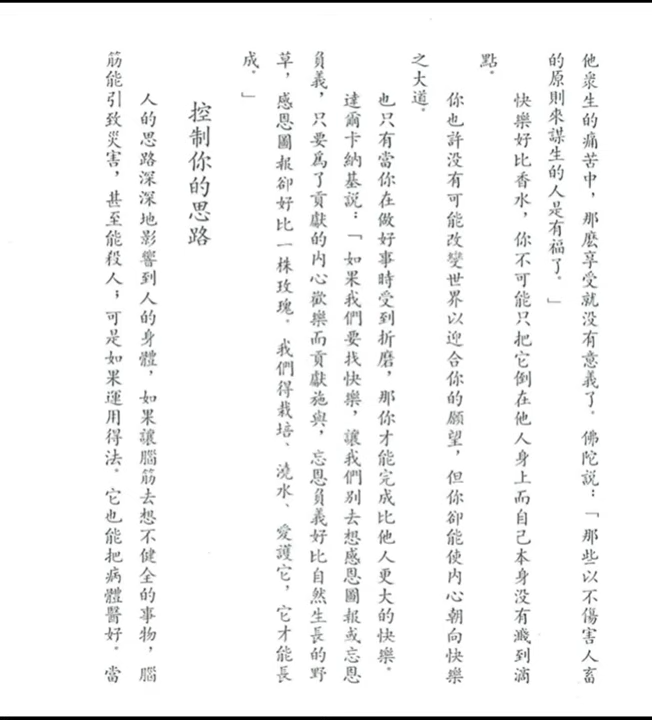 他衆生的痛苦中，那麽享受就没有意義了。佛陀説：「那些以不傷害人畜
的原則來謀生的人是有福了。」
快樂好比香水，你不可能只把它倒在他人身上而自己本身没有濺到滴
點。
你也許没有可能改變世界以迎合你的願望，但你卻能使内心朝向快樂
之大道。
也只有當你在做好事時受到折磨，那你才能完成比他人更大的快樂。
達爾卡納基説：「如果我們要找快樂，讓我們别去想感恩圖報或忘恩
負義，只要爲了貢獻的内心歡樂而貢獻施與，忘恩負義好比自然生長的野
草，感恩圖報卻好比一株玫瑰。我們得栽培、澆水、愛護它，它才能長
成。」
控制你的思路
人的思路深深地影響到人的身體，如果讓腦筋去想不健全的事物，腦
筋能引致災害，甚至能殺人；可是如果運用得法。它也能把病體醫好。當